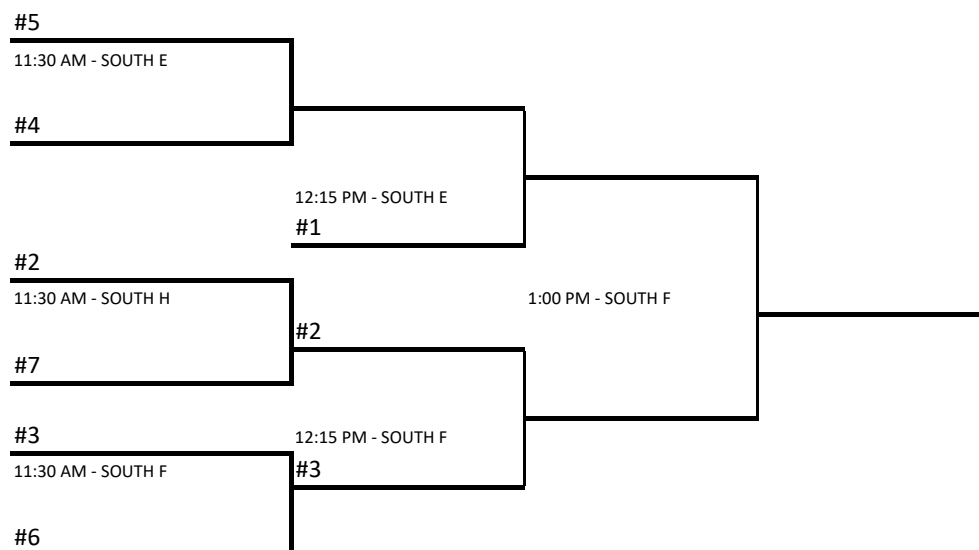 #5
11:30 AM - SOUTH E
#4
12:15 PM - SOUTH E
#1
#2
11:30 AM - SOUTH H
1:00 PM - SOUTH F
#2
#7
#3
12:15 PM - SOUTH F
11:30 AM - SOUTH F
#3
#6